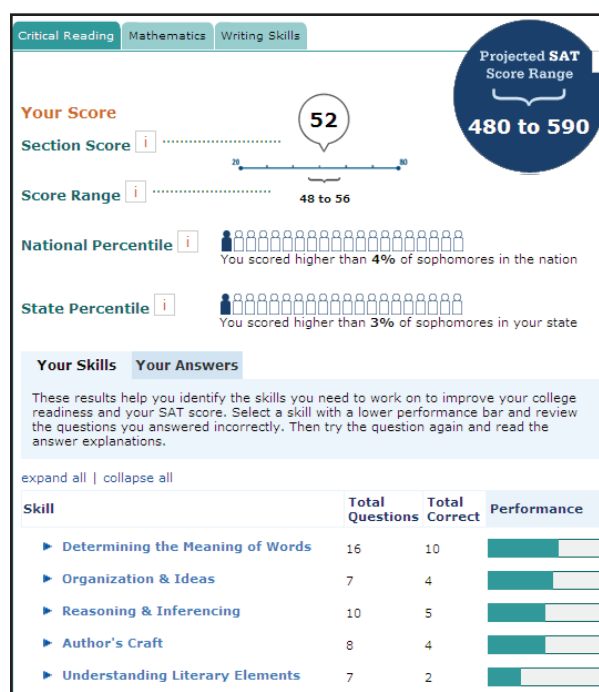 Critical Reading
Mathematics
Writing Skills
Projected SAT
Score Range
480 to 590
Your Score
52
Section Score i
20
80
Score Range i
48 to 56
National Percentile i
You scored higher than 4% of sophomores in the nation
State Percentile i
You scored higher than 3% of sophomores in your state
Your Skills Your Answers
These results help you identify the skills you need to work on to improve your college
readiness and your SAT score. Select a skill with a lower performance bar and review
the questions you answered incorrectly. Then try the question again and read the
answer explanations.
expand all | collapse all
Skill Total Questions Total Correct Performance
Determining the Meaning of Words 16 10
Organization & Ideas 7 4
Reasoning & Inferencing 10 5
Author's Craft 8 4
Understanding Literary Elements 7 2